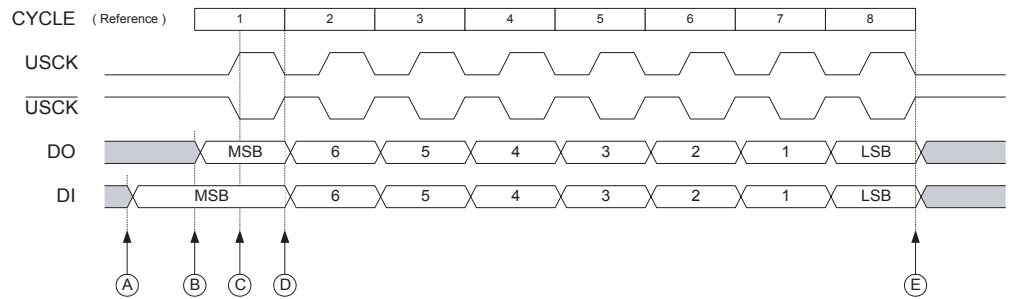 CYCLE ( Reference ) 1 2 3 4 5 6 7 8
USCK
USCK
DO MSB 6 5 4 3 2 1 LSB
DI MSB 6 5 4 3 2 1 LSB
A B C D E